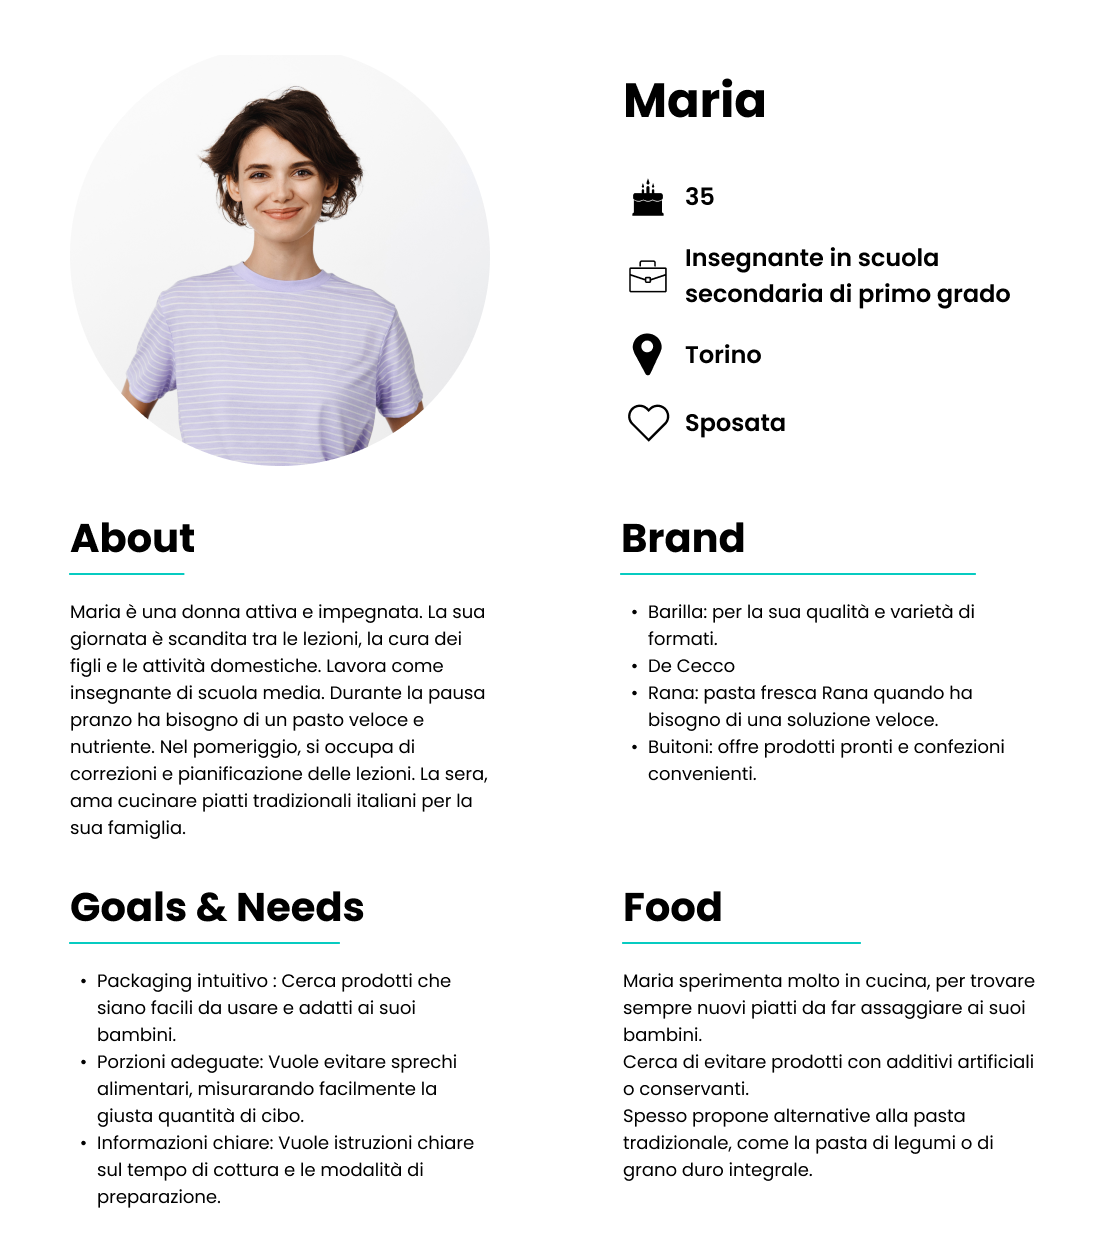 Maria
35
Insegnante in scuola
secondaria di primo grado
Torino
Sposata
About
Maria è una donna attiva e impegnata. La sua
giornata è scandita tra le lezioni, la cura dei
figli e le attività domestiche. Lavora come
insegnante di scuola media. Durante la pausa
pranzo ha bisogno di un pasto veloce e
nutriente. Nel pomeriggio, si occupa di
correzioni e pianificazione delle lezioni. La sera,
ama cucinare piatti tradizionali italiani per la
sua famiglia.
Brand
• Barilla: per la sua qualità e varietà di
formati.
• De Cecco
• Rana: pasta fresca Rana quando ha
bisogno di una soluzione veloce.
• Buitoni: offre prodotti pronti e confezioni
convenienti.
Goals & Needs
• Packaging intuitivo : Cerca prodotti che
siano facili da usare e adatti ai suoi
bambini.
• Porzioni adeguate: Vuole evitare sprechi
alimentari, misurarando facilmente la
giusta quantità di cibo.
• Informazioni chiare: Vuole istruzioni chiare
sul tempo di cottura e le modalità di
preparazione.
Food
Maria sperimenta molto in cucina, per trovare
sempre nuovi piatti da far assaggiare ai suoi
bambini.
Cerca di evitare prodotti con additivi artificiali
o conservanti.
Spesso propone alternative alla pasta
tradizionale, come la pasta di legumi o di
grano duro integrale.